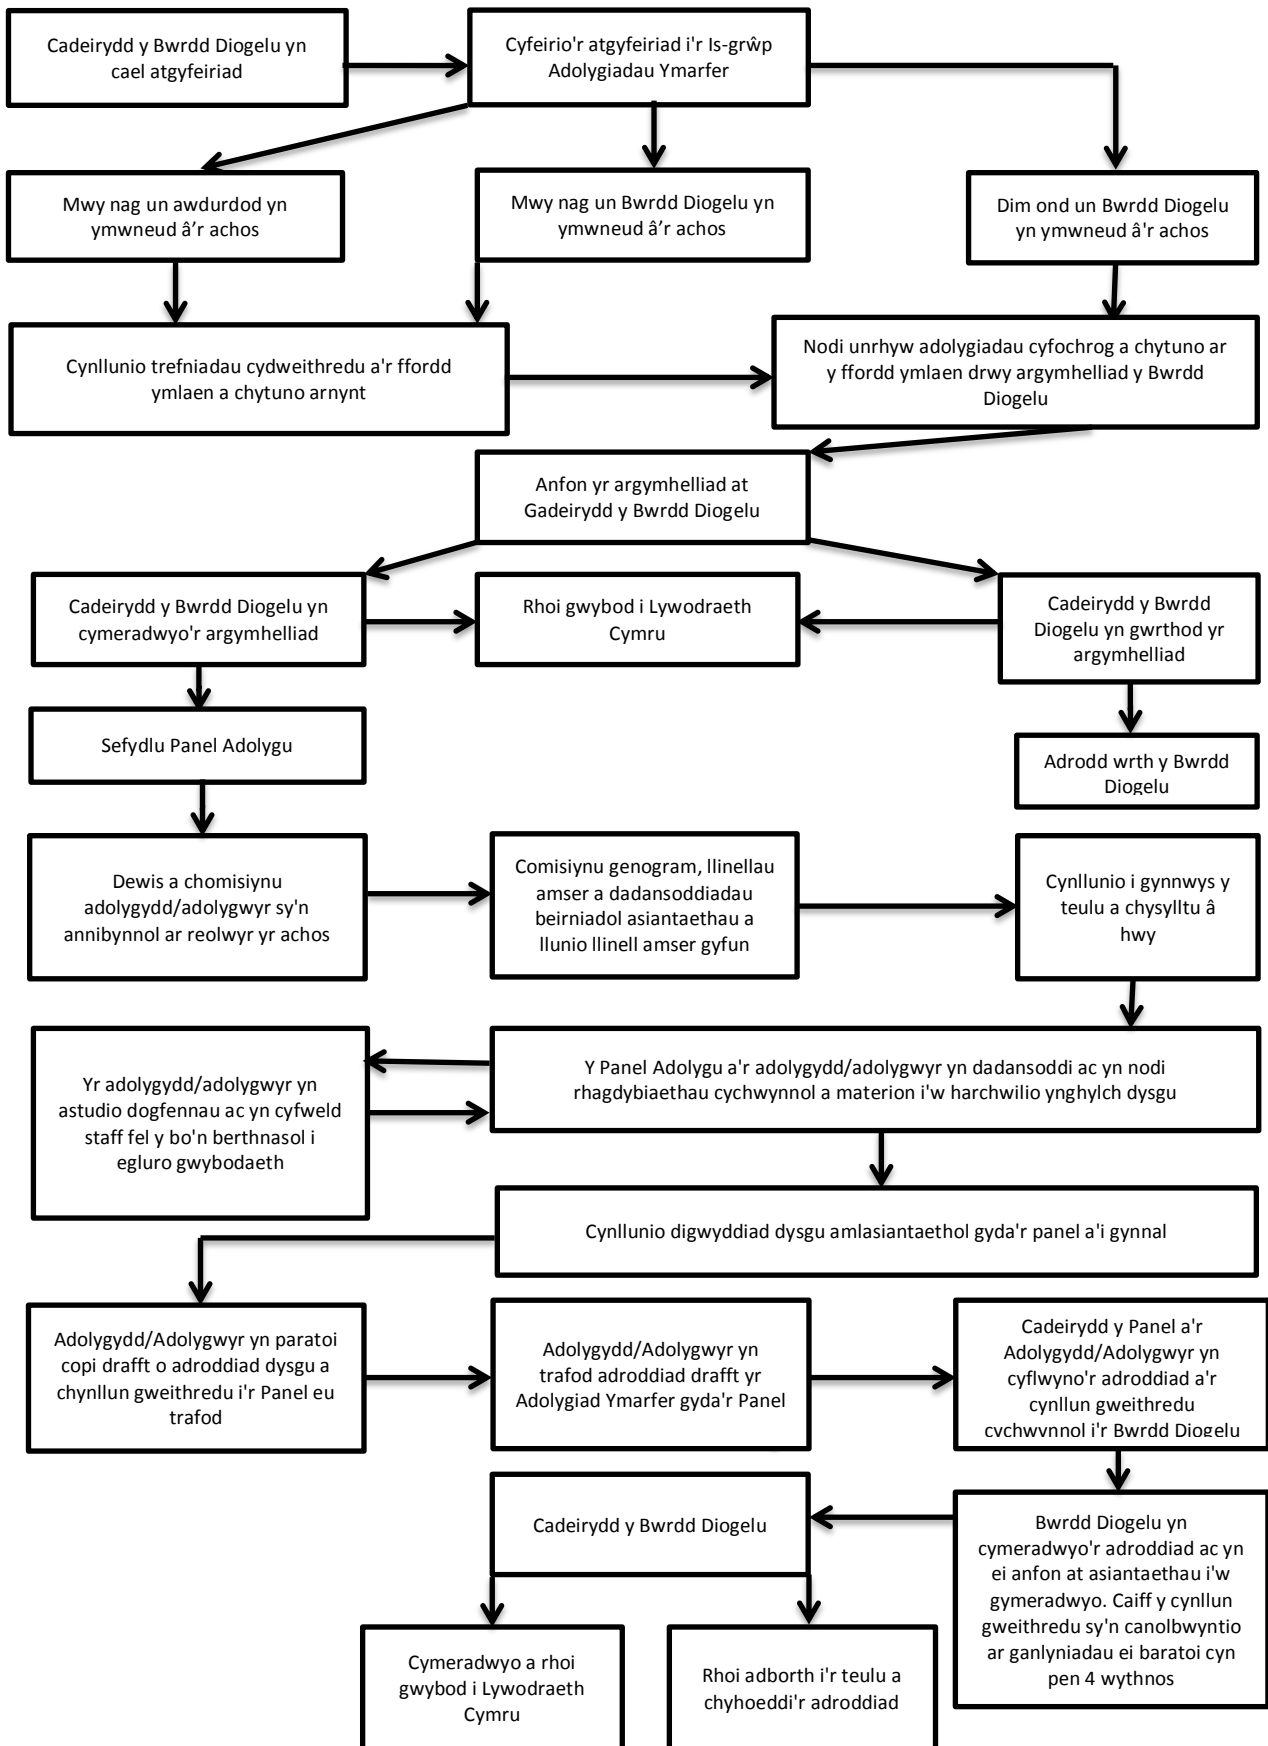 Cadeirydd y Bwrdd Diogelu yn
cael atgyfeiriad
Cyfeirio'r atgyfeiriad i'r Is-grŵp
Adolygiadau Ymarfer
Mwy nag un awdurdod yn
ymwneud â'r achos
Mwy nag un Bwrdd Diogelu yn
ymwneud â'r achos
Dim ond un Bwrdd Diogelu
yn ymwneud â'r achos
Cynllunio trefniadau cydweithredu a'r ffordd
ymlaen a chytuno arnynt
Nodi unrhyw adolygiadau cyfochrog a chytuno ar
y ffordd ymlaen drwy argymhelliad y Bwrdd
Diogelu
Anfon yr argymhelliad at
Gadeirydd y Bwrdd Diogelu
Cadeirydd y Bwrdd Diogelu yn
cymeradwyo'r argymhelliad
Rhoi gwybod i Lywodraeth
Cymru
Cadeirydd y Bwrdd
Diogelu yn gwrthod yr
argymhelliad
Sefydlu Panel Adolygu
Adrodd wrth y Bwrdd
Diogelu
Dewis a chomisiynu
adolygydd/adolygwyr sy'n
annibynnol ar reolwyr yr achos
Comisiynu genogram, llinellau
amser a dadansoddiadau
beirniadol asiantaethau a
llunio llinell amser gyfun
Cynllunio i gynnwys y
teulu a chysylltu â
hwy
Yr adolygydd/adolygwyr yn
astudio dogfennau ac yn cyfweld
staff fel y bo'n berthnasol i
egluro gwybodaeth
Y Panel Adolygu a'r adolygydd/adolygwyr yn dadansoddi ac yn nodi
rhagdybiaethau cychwynnol a materion i'w harchwilio ynghylch dysgu
Cynllunio digwyddiad dysgu amlasiantaethol gyda'r panel a'i gynnal
Adolygydd/Adolygwyr yn paratoi
copi drafft o adroddiad dysgu a
chynllun gweithredu i'r Panel eu
trafod
Adolygydd/Adolygwyr yn
trafod adroddiad drafft yr
Adolygiad Ymarfer gyda'r Panel
Cadeirydd y Panel a'r
Adolygydd/Adolygwyr yn
cyflwyno'r adroddiad a'r
cynllun gweithredu
cychwynnol i'r Bwrdd Diogelu
Cadeirydd y Bwrdd Diogelu
Bwrdd Diogelu yn
cymeradwyo'r adroddiad ac yn
ei anfon at asiantaethau i'w
gymeradwyo. Caiff y cynllun
gweithredu sy'n canolbwyntio
ar ganlyniadau ei baratoi cyn
pen 4 wythnos
Cymeradwyo a rhoi
gwybod i Lywodraeth
Cymru
Rhoi adborth i'r teulu a
chyhoeddi'r adroddiad